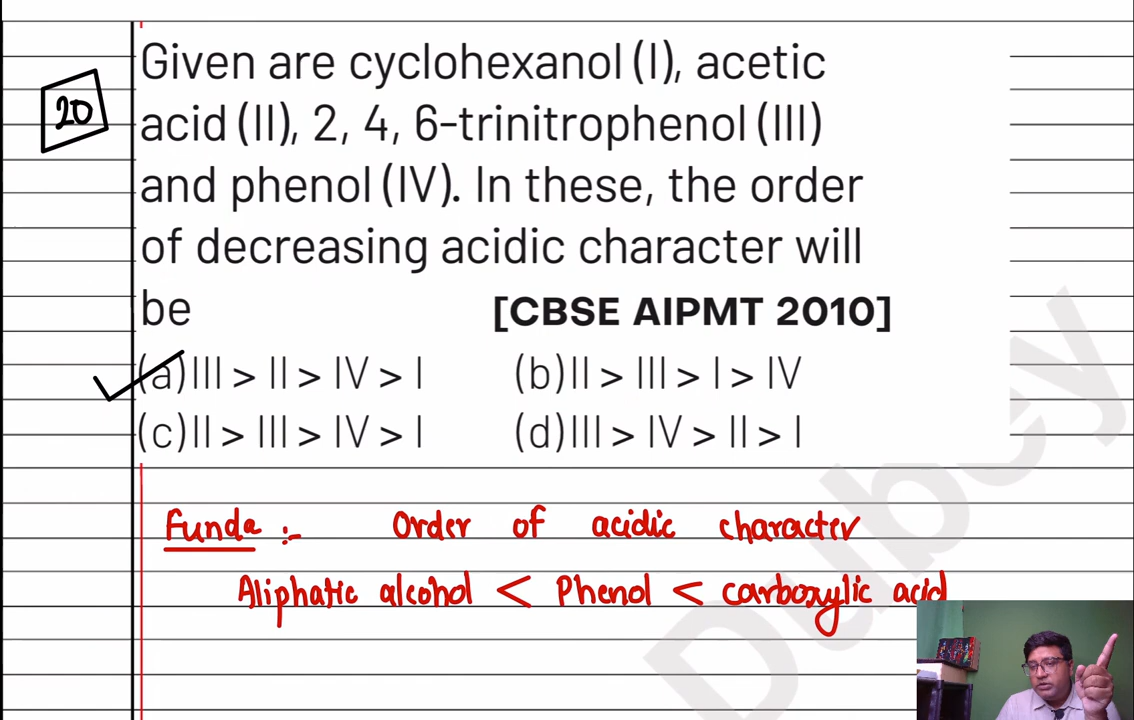 20
Given are cyclohexanol (I), acetic
acid (II), 2, 4, 6-trinitrophenol (III)
and phenol (IV). In these, the order
of decreasing acidic character will
be [CBSE AIPMT 2010]
(a) III > II > IV > I (b) II > III > I > IV
(c) II > III > IV > I (d) III > IV > II > I
Funda :- Order of acidic character
Aliphatic alcohol < Phenol < carboxylic acid
Dubey